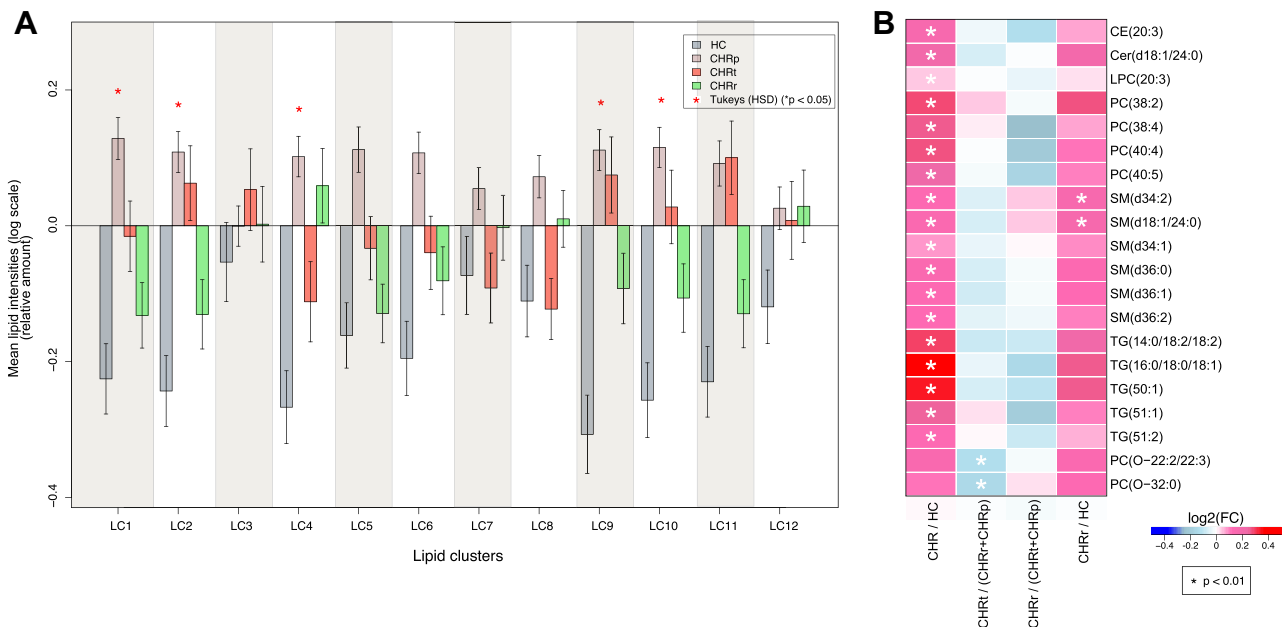 A
Mean lipid intensities (log scale)
(relative amount)
0.2
0.0
−0.2
−0.4
*
*
*
*
*
*
HC
CHRp
CHRt
CHRr
* Tukeys (HSD) (*p < 0.05)
LC1 LC2 LC3 LC4 LC5 LC6 LC7 LC8 LC9 LC10 LC11 LC12
Lipid clusters
B
* CE(20:3)
* Cer(d18:1/24:0)
* LPC(20:3)
* PC(38:2)
* PC(38:4)
* PC(40:4)
* PC(40:5)
* * SM(d34:2)
* * SM(d18:1/24:0)
* SM(d34:1)
* SM(d36:0)
* SM(d36:1)
* SM(d36:2)
* TG(14:0/18:2/18:2)
* TG(16:0/18:0/18:1)
* TG(50:1)
* TG(51:1)
* TG(51:2)
* PC(O−22:2/22:3)
* PC(O−32:0)
CHR / HC
CHRt / (CHRr+CHRp)
CHRr / (CHRt+CHRp)
CHRr / HC
log2(FC)
−0.4 −0.2 0 0.2 0.4
* p < 0.01